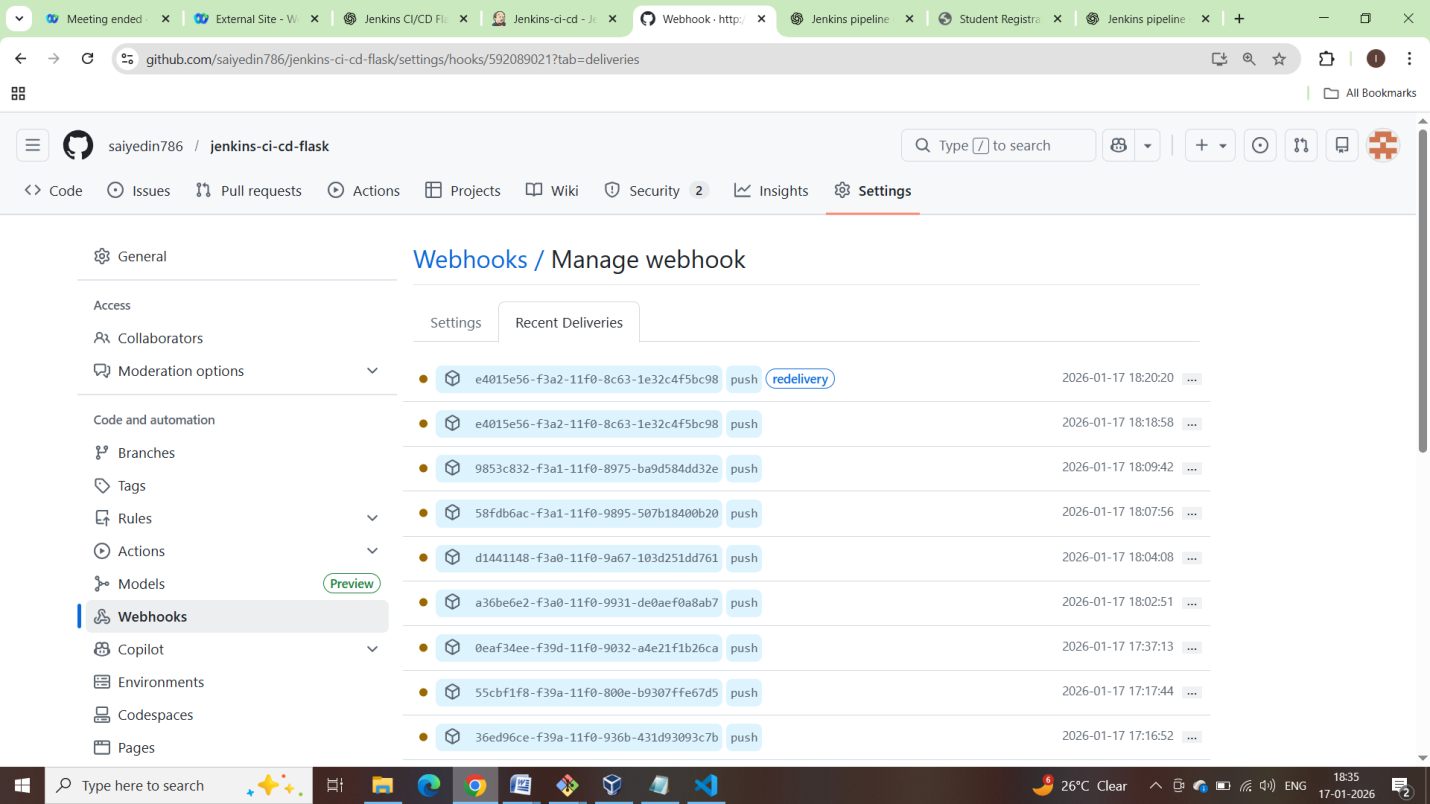 Meeting ended
External Site - W
Jenkins CI/CD Fl
Jenkins-ci-cd - Je
Webhook · http:/
Jenkins pipeline
Student Registra
Jenkins pipeline
github.com/saiyedin786/jenkins-ci-cd-flask/settings/hooks/592089021?tab=deliveries
I
All Bookmarks
saiyedin786 / jenkins-ci-cd-flask
Type / to search
Code
Issues
Pull requests
Actions
Projects
Wiki
Security 2
Insights
Settings
General
Access
Collaborators
Moderation options
Code and automation
Branches
Tags
Rules
Actions
Models Preview
Webhooks
Copilot
Environments
Codespaces
Pages
Webhooks / Manage webhook
Settings Recent Deliveries
e4015e56-f3a2-11f0-8c63-1e32c4f5bc98 push redelivery 2026-01-17 18:20:20 ...
e4015e56-f3a2-11f0-8c63-1e32c4f5bc98 push 2026-01-17 18:18:58 ...
9853c832-f3a1-11f0-8975-ba9d584dd32e push 2026-01-17 18:09:42 ...
58fdb6ac-f3a1-11f0-9895-507b18400b20 push 2026-01-17 18:07:56 ...
d1441148-f3a0-11f0-9a67-103d251dd761 push 2026-01-17 18:04:08 ...
a36be6e2-f3a0-11f0-9931-de0aef0a8ab7 push 2026-01-17 18:02:51 ...
0eaf34ee-f39d-11f0-9032-a4e21f1b26ca push 2026-01-17 17:37:13 ...
55cbf1f8-f39a-11f0-800e-b9307ffe67d5 push 2026-01-17 17:17:44 ...
36ed96ce-f39a-11f0-936b-431d93093c7b push 2026-01-17 17:16:52 ...
Type here to search
6
26°C Clear
ENG
18:35
17-01-2026
2